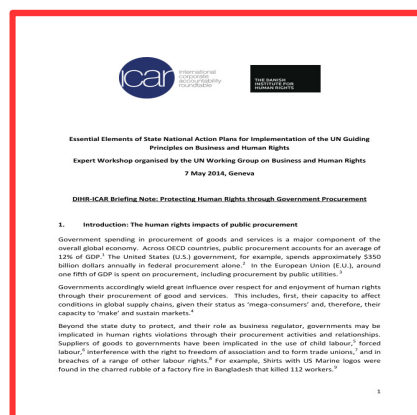 icar
international
corporate
accountability
roundtable
THE DANISH
INSTITUTE FOR
HUMAN RIGHTS
Essential Elements of State National Action Plans for Implementation of the UN Guiding
Principles on Business and Human Rights
Expert Workshop organised by the UN Working Group on Business and Human Rights
7 May 2014, Geneva
DIHR-ICAR Briefing Note: Protecting Human Rights through Government Procurement
1. Introduction: The human rights impacts of public procurement
Government spending in procurement of goods and services is a major component of the
overall global economy. Across OECD countries, public procurement accounts for an average of
12% of GDP.1 The United States (U.S.) government, for example, spends approximately $350
billion dollars annually in federal procurement alone.2 In the European Union (E.U.), around
one fifth of GDP is spent on procurement, including procurement by public utilities. 3
Governments accordingly wield great influence over respect for and enjoyment of human rights
through their procurement of goods and services. This includes, first, their capacity to affect
conditions in global supply chains, given their status as 'mega-consumers' and, therefore, their
capacity to 'make' and sustain markets.4
Beyond the state duty to protect, and their role as business regulator, governments may be
implicated in human rights violations through their procurement activities and relationships.
Suppliers of goods to governments have been implicated in the use of child labour,5 forced
labour,6 interference with the right to freedom of association and to form trade unions,7 and in
breaches of a range of other labour rights.8 For example, Shirts with US Marine logos were
found in the charred rubble of a factory fire in Bangladesh that killed 112 workers.9
1